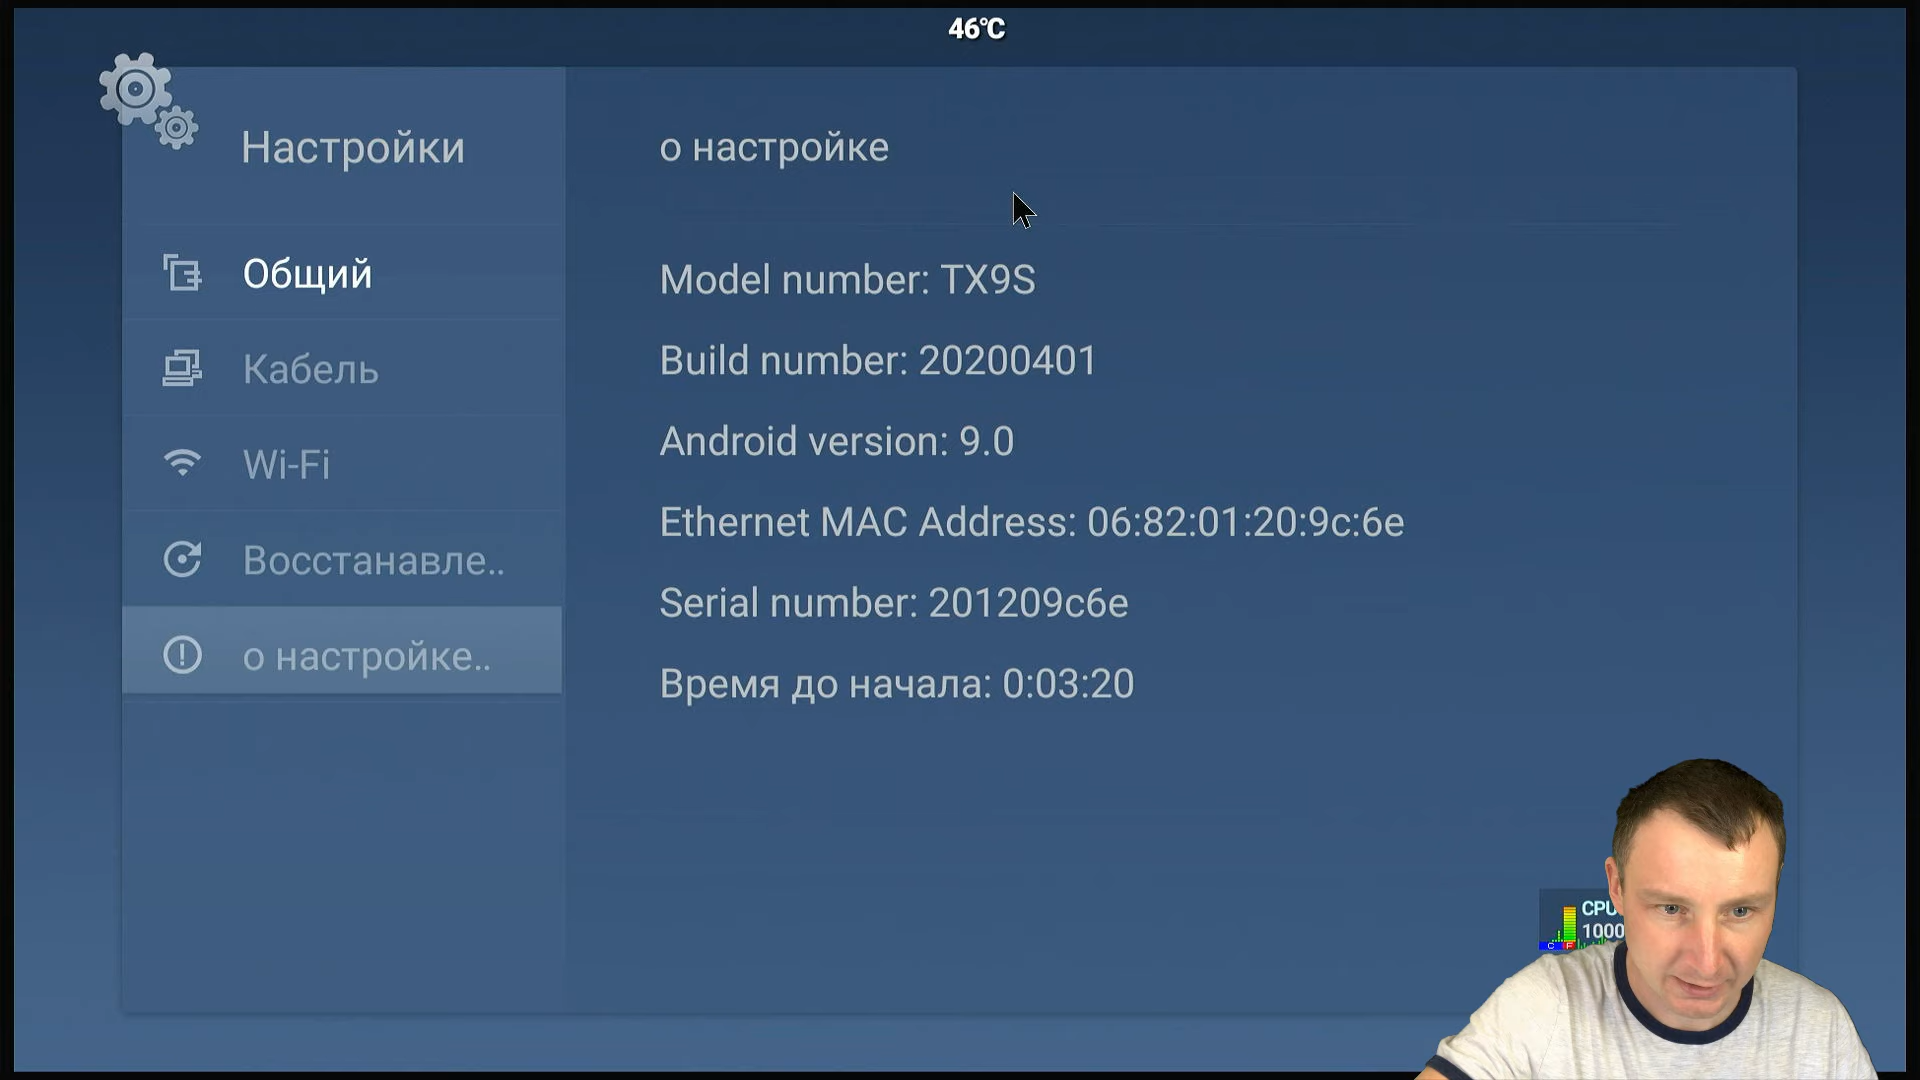 46°C
Настройки
о настройке
Общий
Кабель
Wi-Fi
Восстанавле..
о настройке..
Model number: TX9S
Build number: 20200401
Android version: 9.0
Ethernet MAC Address: 06:82:01:20:9c:6e
Serial number: 201209c6e
Время до начала: 0:03:20
CPU
1000
C F